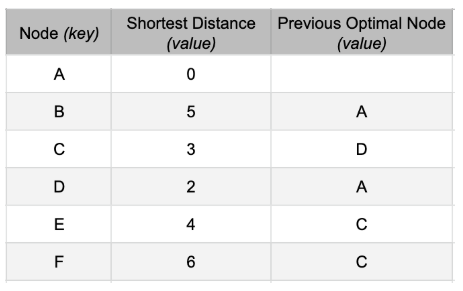 Node (key) Shortest Distance (value) Previous Optimal Node (value)
A 0
B 5 A
C 3 D
D 2 A
E 4 C
F 6 C